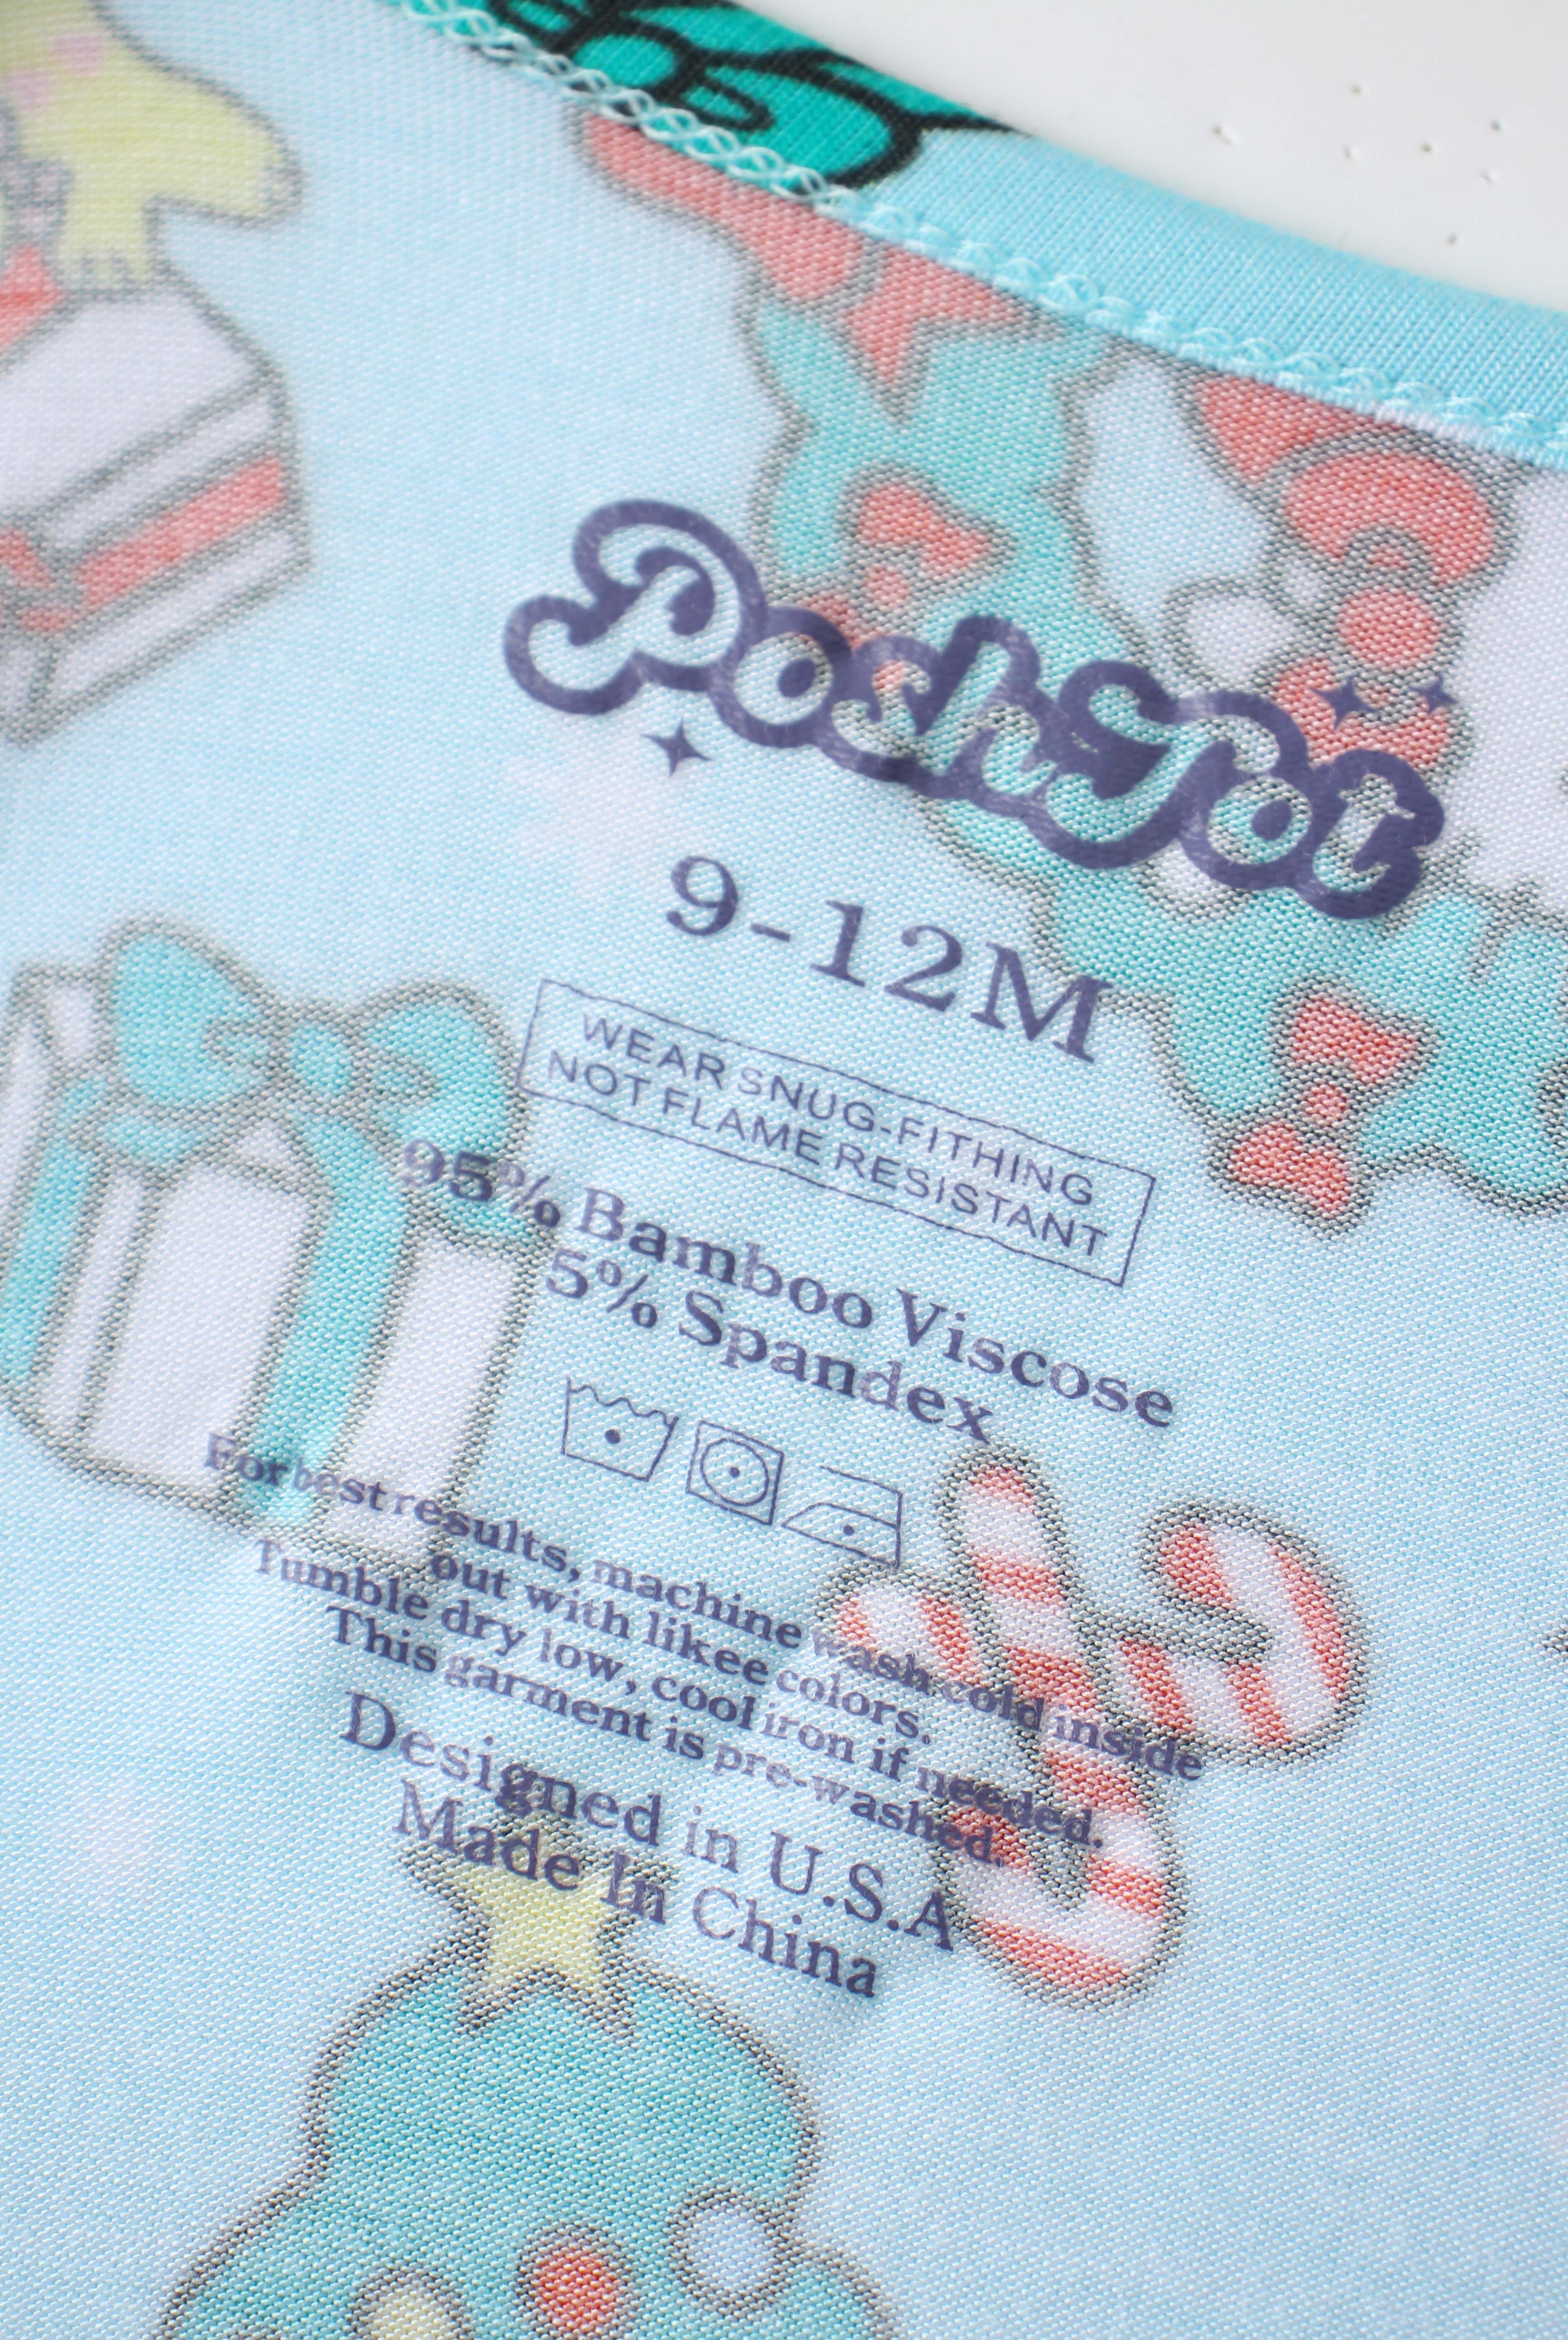 PoshTot
9-12M
WEAR SNUG-FITHING
NOT FLAME RESISTANT
95% Bamboo Viscose
5% Spandex
For best results, machine wash cold inside
out with likee colors.
Tumble dry low, cool iron if needed.
This garment is pre-washed.
Designed in U.S.A
Made In China